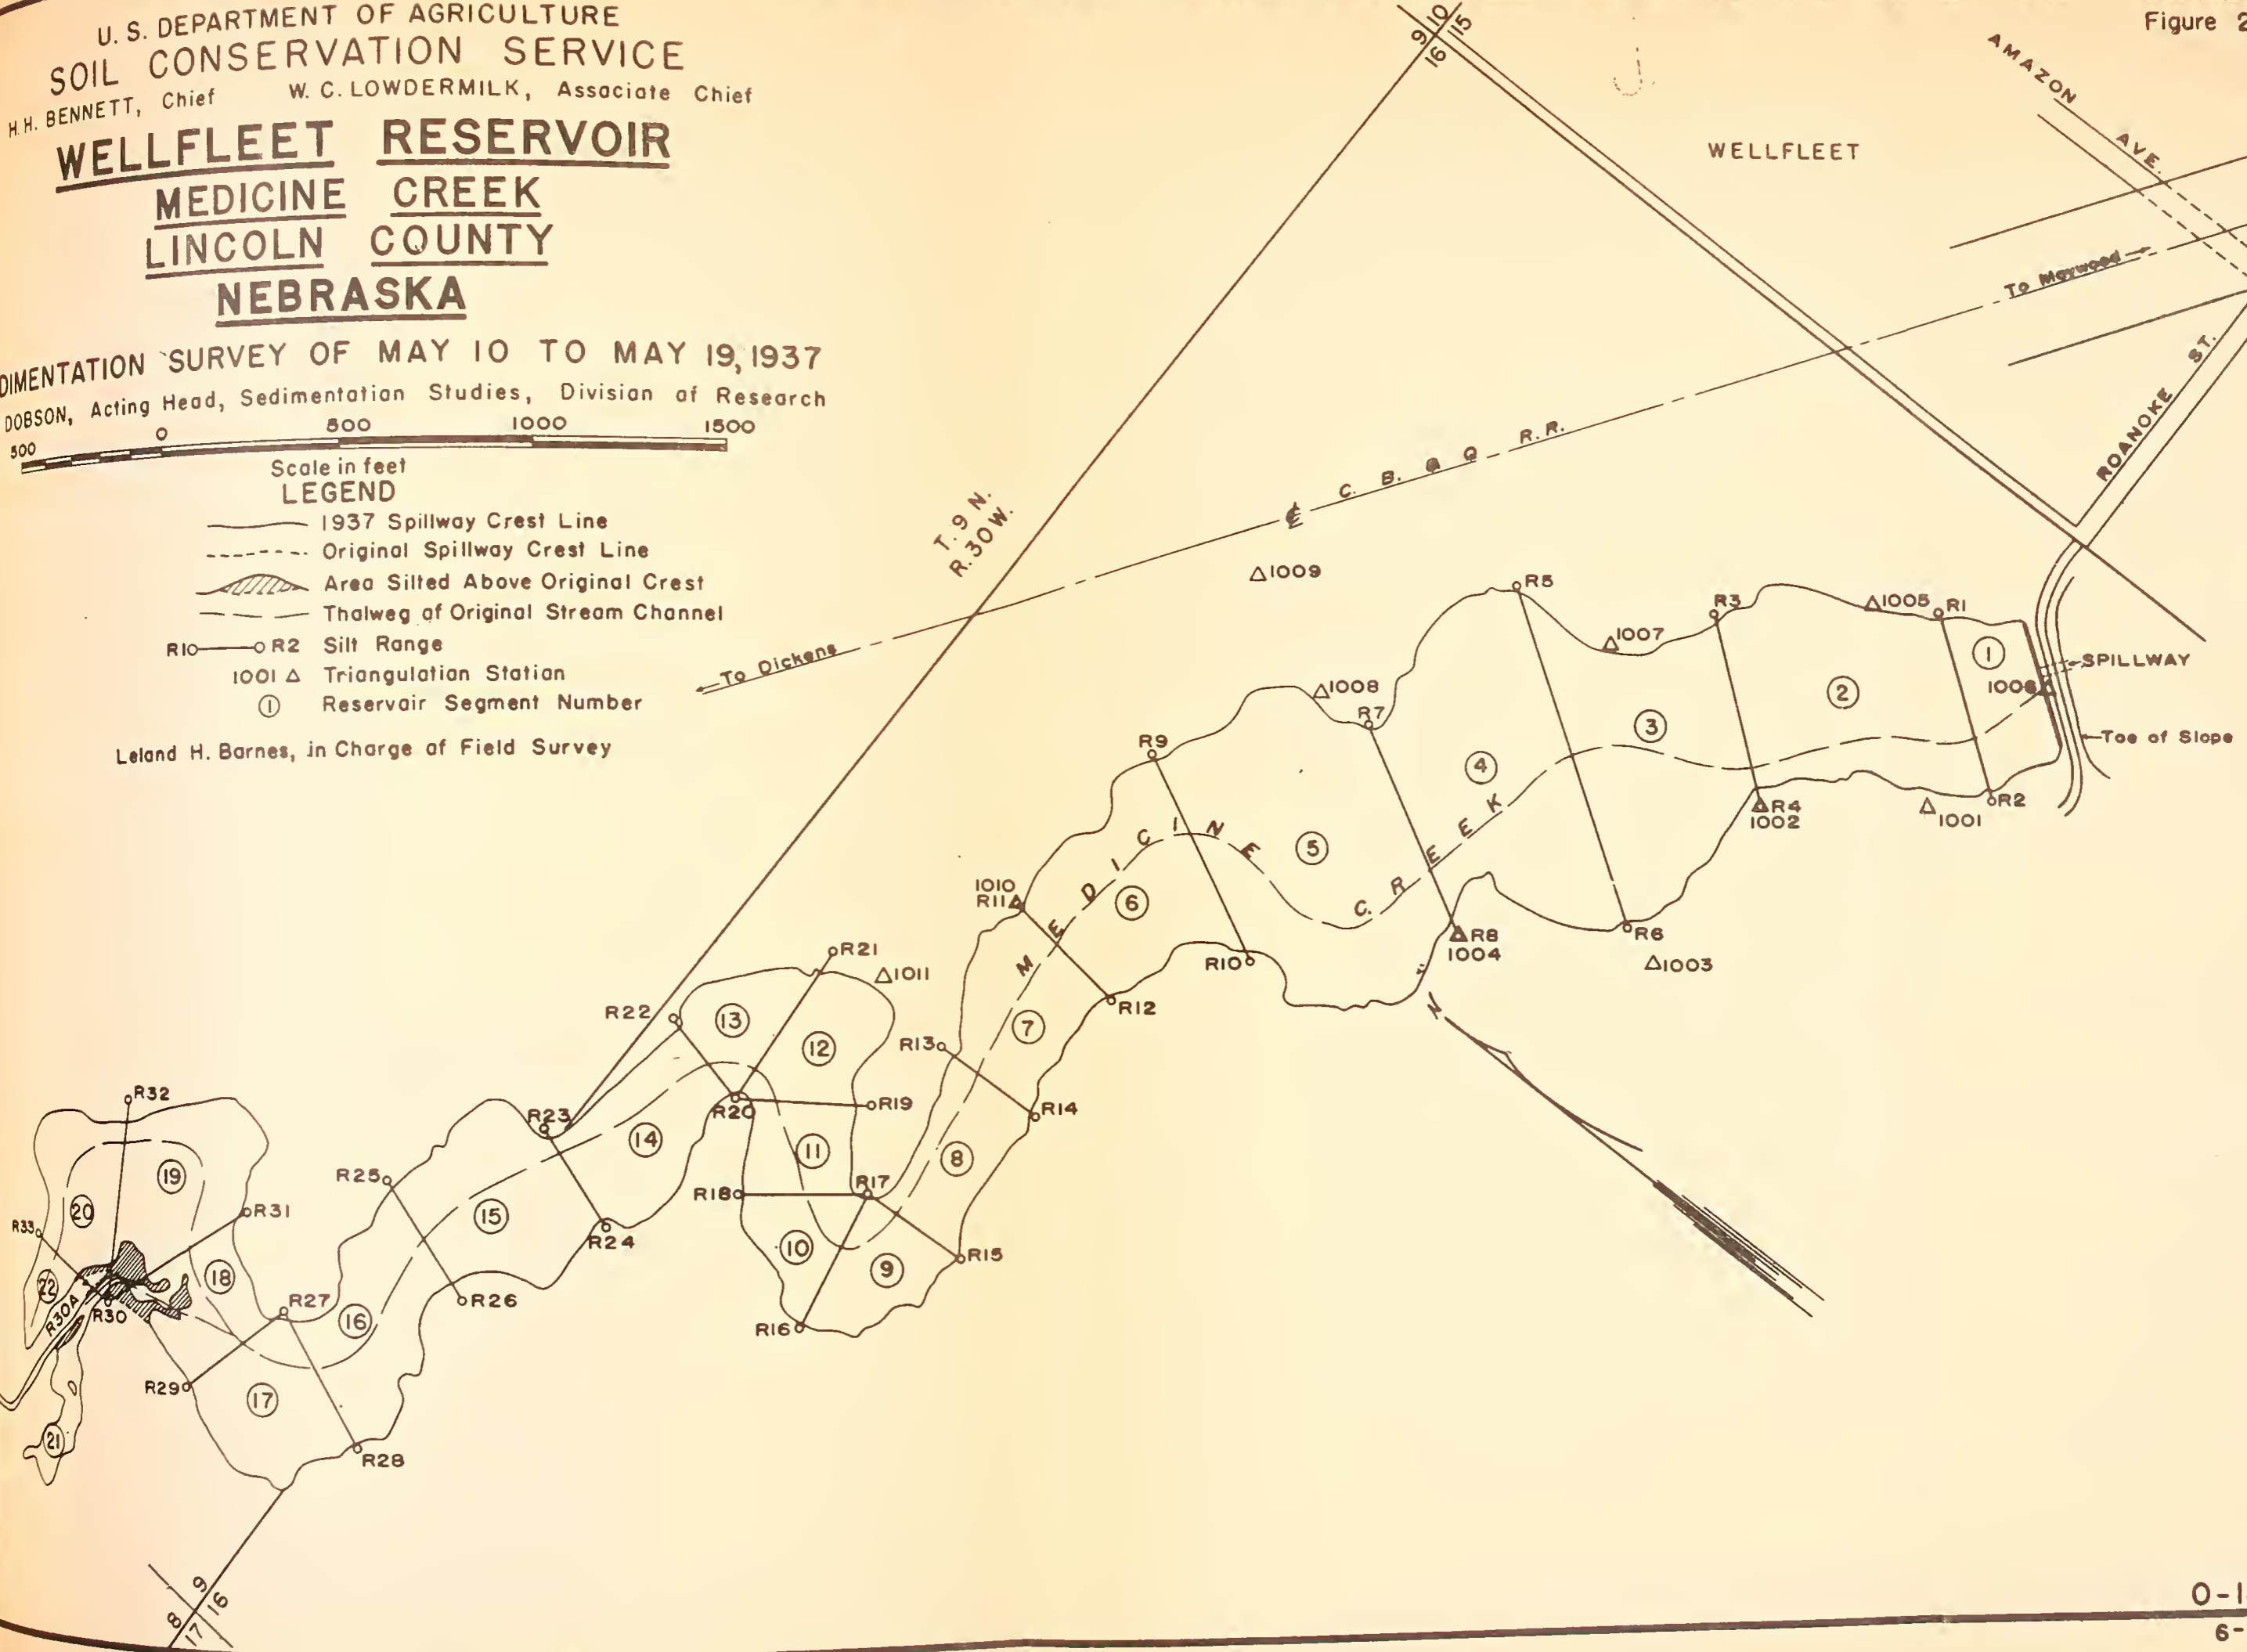 U. S. DEPARTMENT OF AGRICULTURE
SOIL CONSERVATION SERVICE
H.H. BENNETT, Chief W. C. LOWDERMILK, Associate Chief
WELLFLEET RESERVOIR
MEDICINE CREEK
LINCOLN COUNTY
NEBRASKA
DIMENTATION SURVEY OF MAY 10 TO MAY 19, 1937
DOBSON, Acting Head, Sedimentation Studies, Division of Research
500 0 500 1000 1500
Scale in feet
LEGEND
1937 Spillway Crest Line
Original Spillway Crest Line
Area Silted Above Original Crest
Thalweg of Original Stream Channel
R10 R2 Silt Range
1001 Triangulation Station
1 Reservoir Segment Number
Leland H. Barnes, in Charge of Field Survey
Figure 2
10 15
9 16
AMAZON AVE.
WELLFLEET
To Maywood
ROANOKE ST.
C. B. & Q R. R.
T. 9 N.
R. 30W.
To Dickens
1009
R5
R3
1005
R1
1007
1
SPILLWAY
1006
1008
2
R7
3
Toe of Slope
R9
4
R4
1002
R2
1001
MEDICINE CREEK
5
1010
R11
6
R8
1004
R6
1003
R10
R21
1011
R12
R22
13
7
12
R13
R32
R20
R19
R14
R23
14
11
8
R25
19
R18
R17
20
R31
15
R33
R24
10
R15
9
22
18
R30A
R30
R27
16
R26
R16
N
R29
17
21
R28
9 16
8 17
O-1
6-